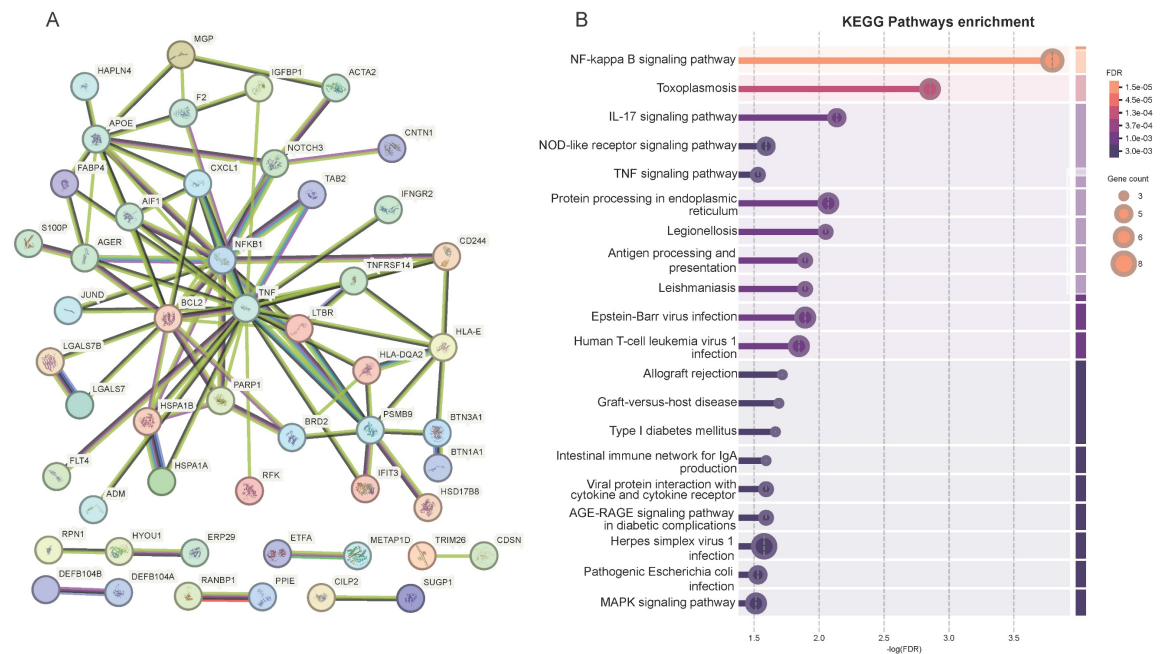 A
MGP
HAPLN4
IGFBP1
ACTA2
F2
APOE
CNTN1
NOTCH3
FABP4
CXCL1
TAB2
IFNGR2
AIF1
S100P
AGER
NFKB1
CD244
TNFRSF14
JUND
BCL2
TNF
LTBR
HLA-E
LGALS7B
HLA-DQA2
LGALS7
PARP1
HSPA1B
BRD2
PSMB9
BTN3A1
BTN1A1
FLT4
HSPA1A
RFK
IFIT3
ADM
HSD17B8
RPN1
HYOU1
ERP29
ETFA
METAP1D
TRIM26
CDSN
DEFB104B
DEFB104A
RANBP1
PPIE
CILP2
SUGP1
B
KEGG Pathways enrichment
NF-kappa B signaling pathway
Toxoplasmosis
IL-17 signaling pathway
NOD-like receptor signaling pathway
TNF signaling pathway
Protein processing in endoplasmic
reticulum
Legionellosis
Antigen processing and
presentation
Leishmaniasis
Epstein-Barr virus infection
Human T-cell leukemia virus 1
infection
Allograft rejection
Graft-versus-host disease
Type I diabetes mellitus
Intestinal immune network for IgA
production
Viral protein interaction with
cytokine and cytokine receptor
AGE-RAGE signaling pathway
in diabetic complications
Herpes simplex virus 1
infection
Pathogenic Escherichia coli
infection
MAPK signaling pathway
1.5
2.0
2.5
3.0
3.5
-log(FDR)
FDR
1.5e-05
4.5e-05
1.3e-04
3.7e-04
1.0e-03
3.0e-03
Gene count
3
5
6
8